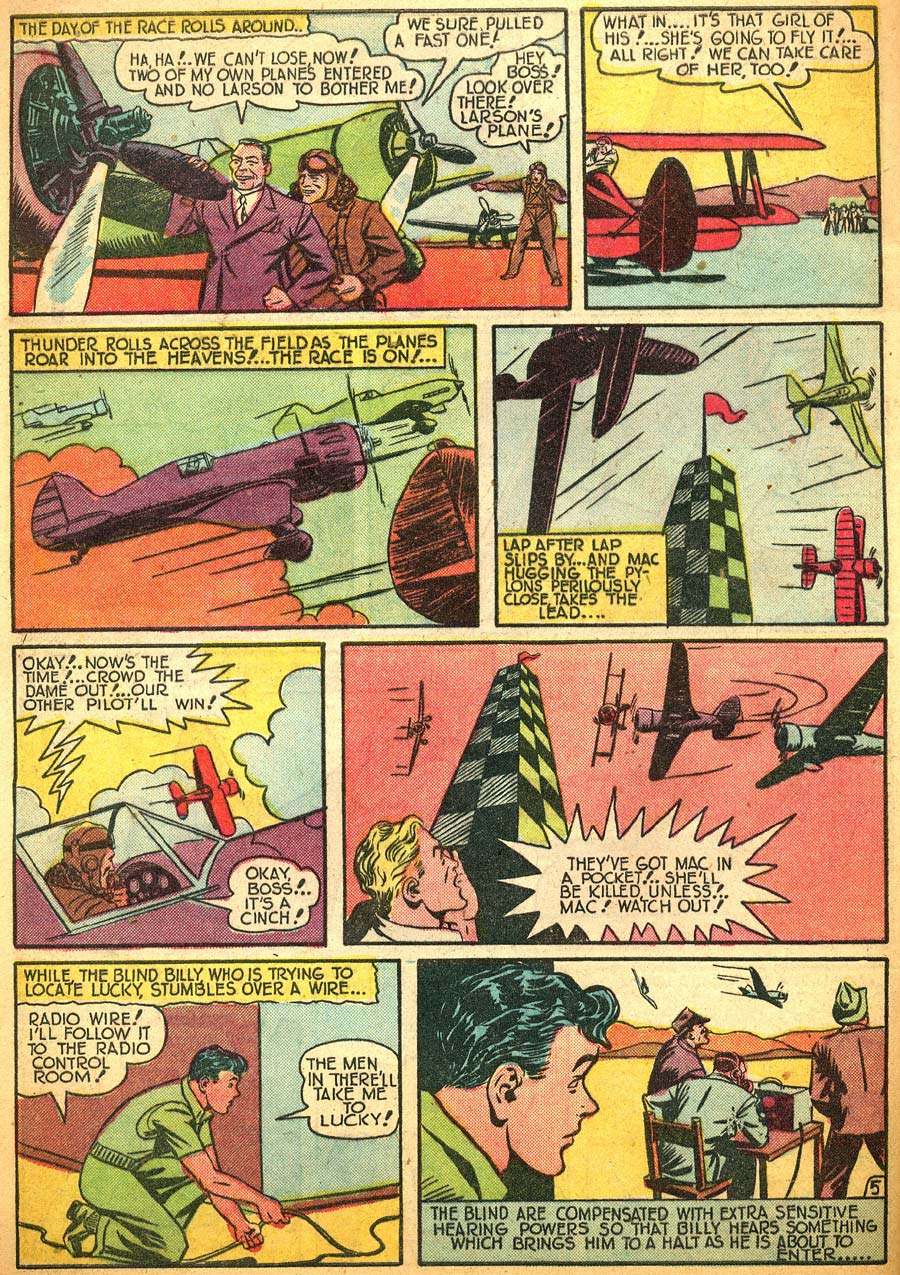 THE DAY OF THE RACE ROLLS AROUND..
HA, HA!..WE CAN'T LOSE NOW!
TWO OF MY OWN PLANES ENTERED
AND NO LARSON TO BOTHER ME!
WE SURE PULLED
A FAST ONE!
HEY
BOSS!
LOOK OVER
THERE!
LARSON'S
PLANE!
WHAT IN....IT'S THAT GIRL OF
HIS!...SHE'S GOING TO FLY IT!...
ALL RIGHT! WE CAN TAKE CARE
OF HER, TOO!
THUNDER ROLLS ACROSS THE FIELD AS THE PLANES
ROAR INTO THE HEAVENS!...THE RACE IS ON!...
LAP AFTER LAP
SLIPS BY...AND MAC
HUGGING THE PY-
LONS PERILOUSLY
CLOSE TAKES THE
LEAD....
OKAY!..NOW'S THE
TIME!...CROWD THE
DAME OUT!...OUR
OTHER PILOT'LL WIN!
OKAY,
BOSS!..
IT'S A
CINCH!
THEY'VE GOT MAC IN
A POCKET!..SHE'LL
BE KILLED, UNLESS!..
MAC! WATCH OUT!
WHILE, THE BLIND BILLY, WHO IS TRYING TO
LOCATE LUCKY, STUMBLES OVER A WIRE...
RADIO WIRE!
I'LL FOLLOW IT
TO THE RADIO
CONTROL
ROOM!
THE MEN
IN THERE'LL
TAKE ME
TO
LUCKY!
5
THE BLIND ARE COMPENSATED WITH EXTRA SENSITIVE
HEARING POWERS SO THAT BILLY HEARS SOMETHING
WHICH BRINGS HIM TO A HALT AS HE IS ABOUT TO
ENTER.....